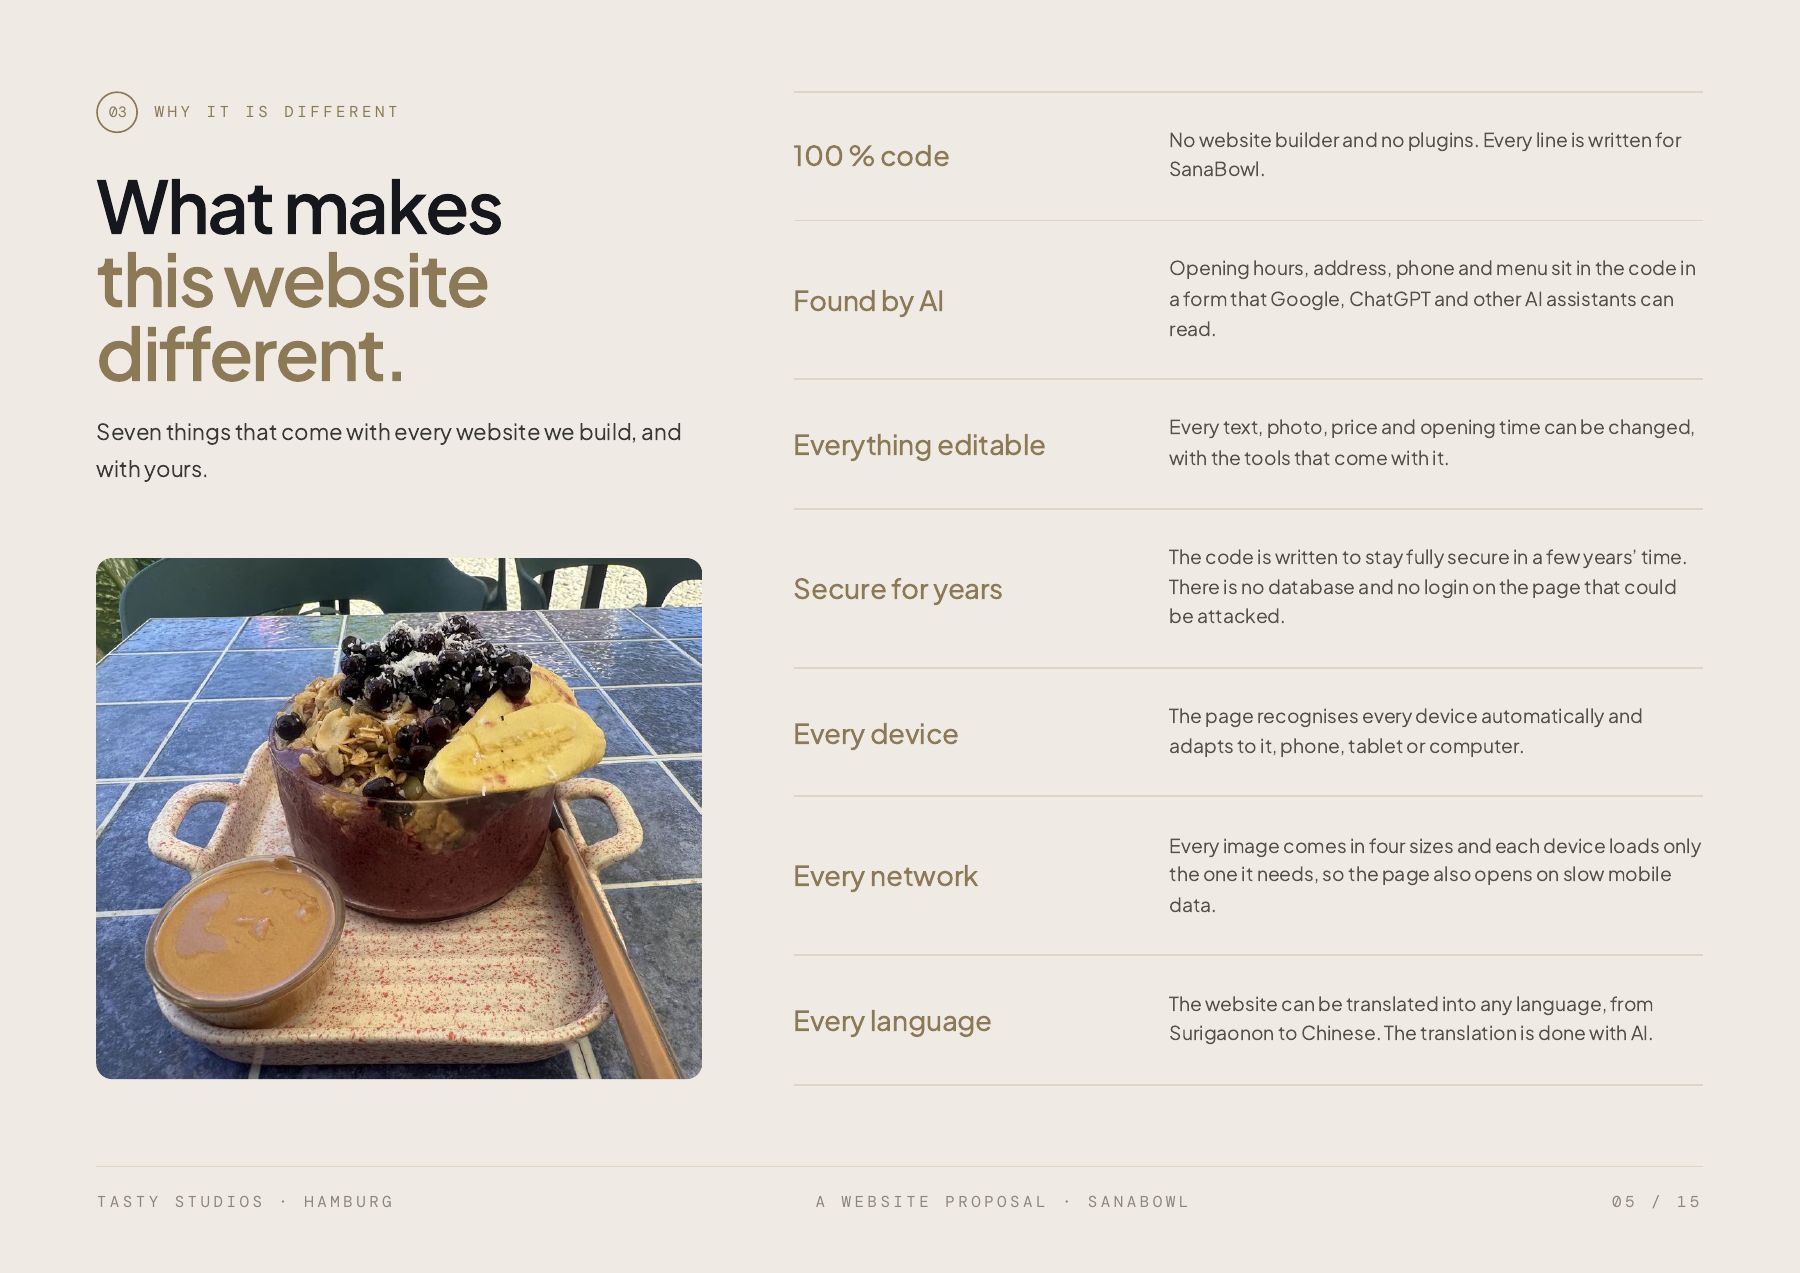 03 WHY IT IS DIFFERENT
What makes
this website
different.
Seven things that come with every website we build, and
with yours.
100 % code
No website builder and no plugins. Every line is written for
SanaBowl.
Found by AI
Opening hours, address, phone and menu sit in the code in
a form that Google, ChatGPT and other AI assistants can
read.
Everything editable
Every text, photo, price and opening time can be changed,
with the tools that come with it.
Secure for years
The code is written to stay fully secure in a few years’ time.
There is no database and no login on the page that could
be attacked.
Every device
The page recognises every device automatically and
adapts to it, phone, tablet or computer.
Every network
Every image comes in four sizes and each device loads only
the one it needs, so the page also opens on slow mobile
data.
Every language
The website can be translated into any language, from
Surigaonon to Chinese. The translation is done with AI.
TASTY STUDIOS · HAMBURG
A WEBSITE PROPOSAL · SANABOWL
05 / 15